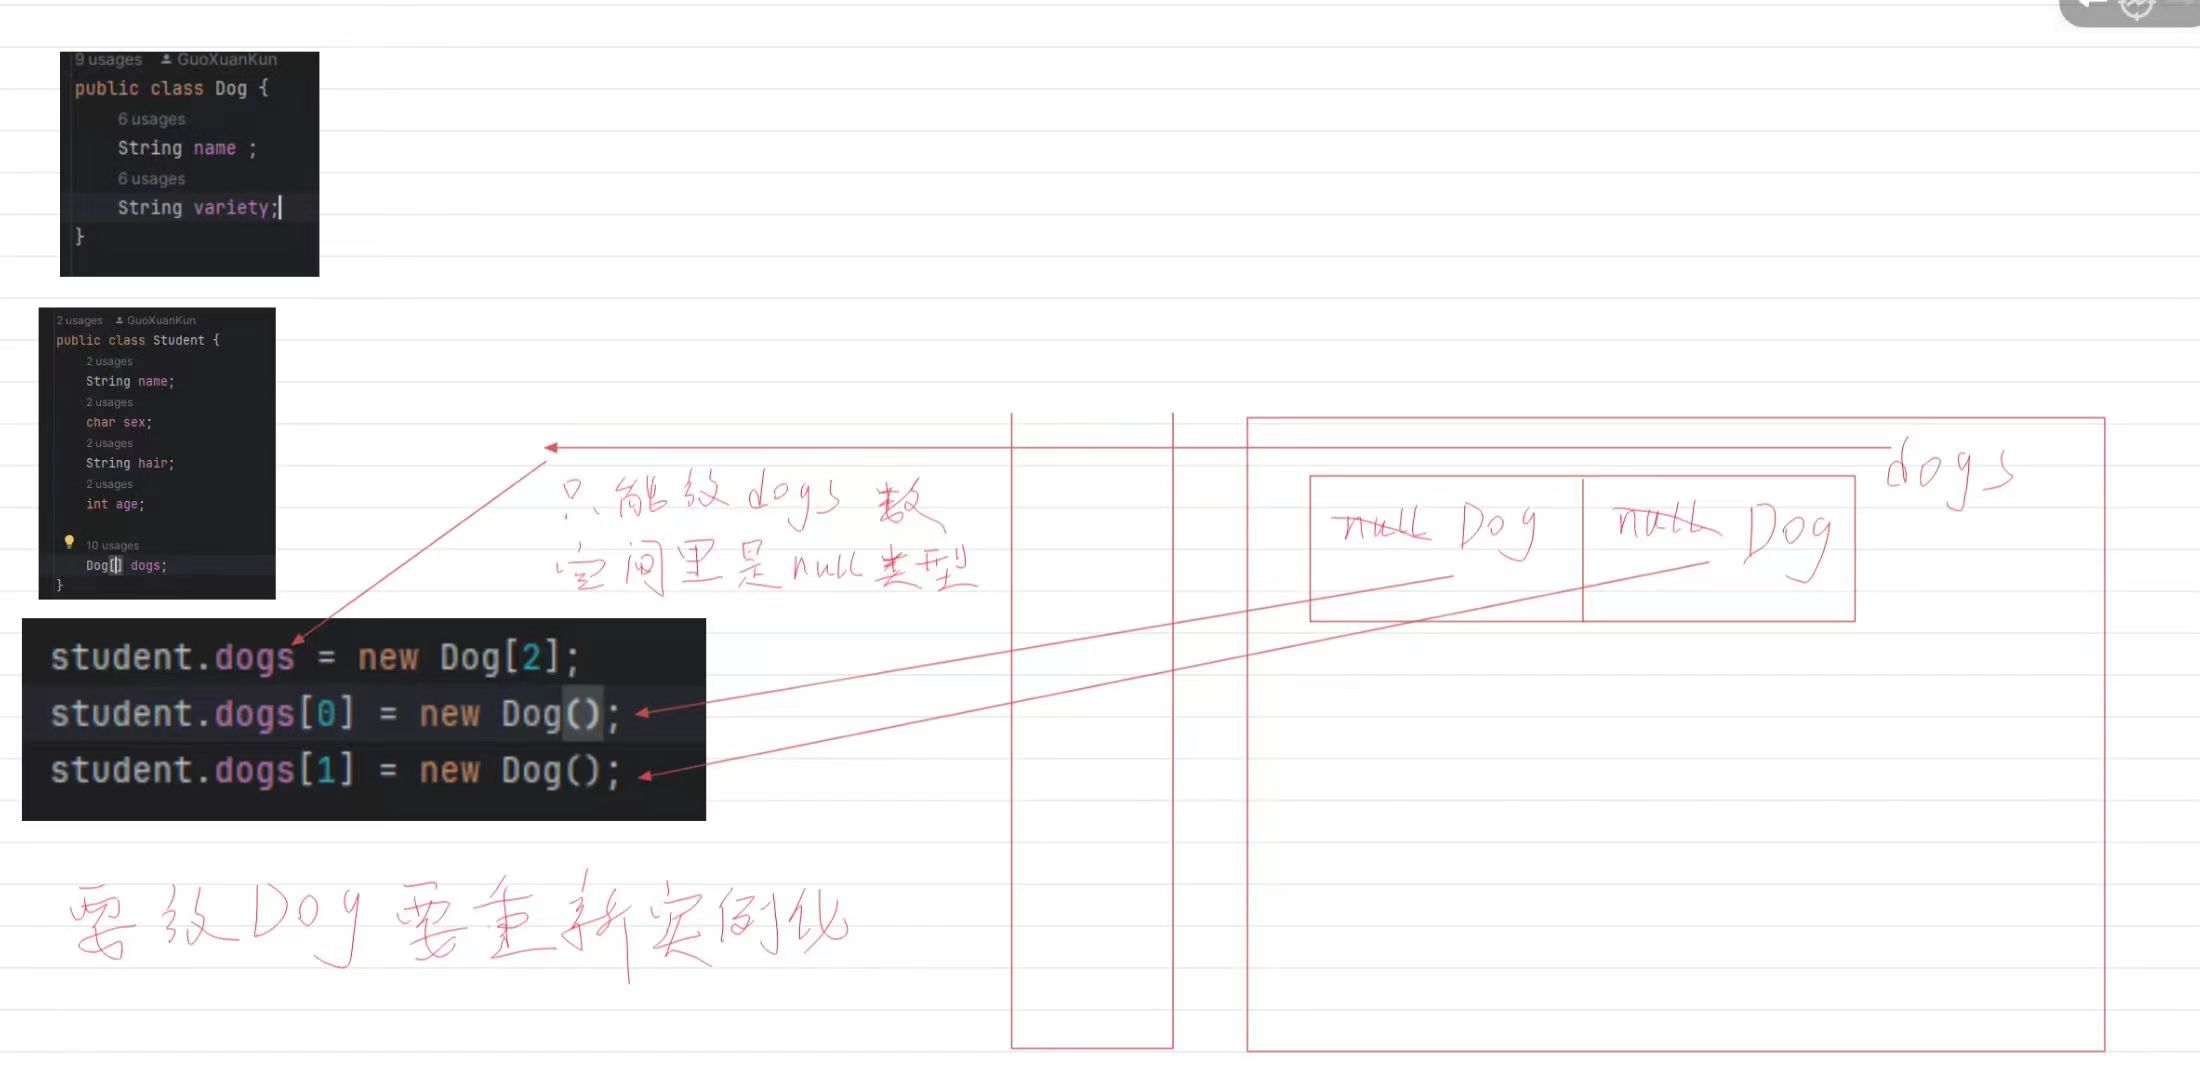 9 usages GuoXuanKun
public class Dog {
6 usages
String name ;
6 usages
String variety;
}
2 usages GuoXuanKun
public class Student {
2 usages
String name;
2 usages
char sex;
2 usages
String hair;
2 usages
int age;
10 usages
Dog[] dogs;
}
student.dogs = new Dog[2];
student.dogs[0] = new Dog();
student.dogs[1] = new Dog();
只能放dogs 数
空间里是null类型
dogs
null Dog
null Dog
要放Dog要重新实例化